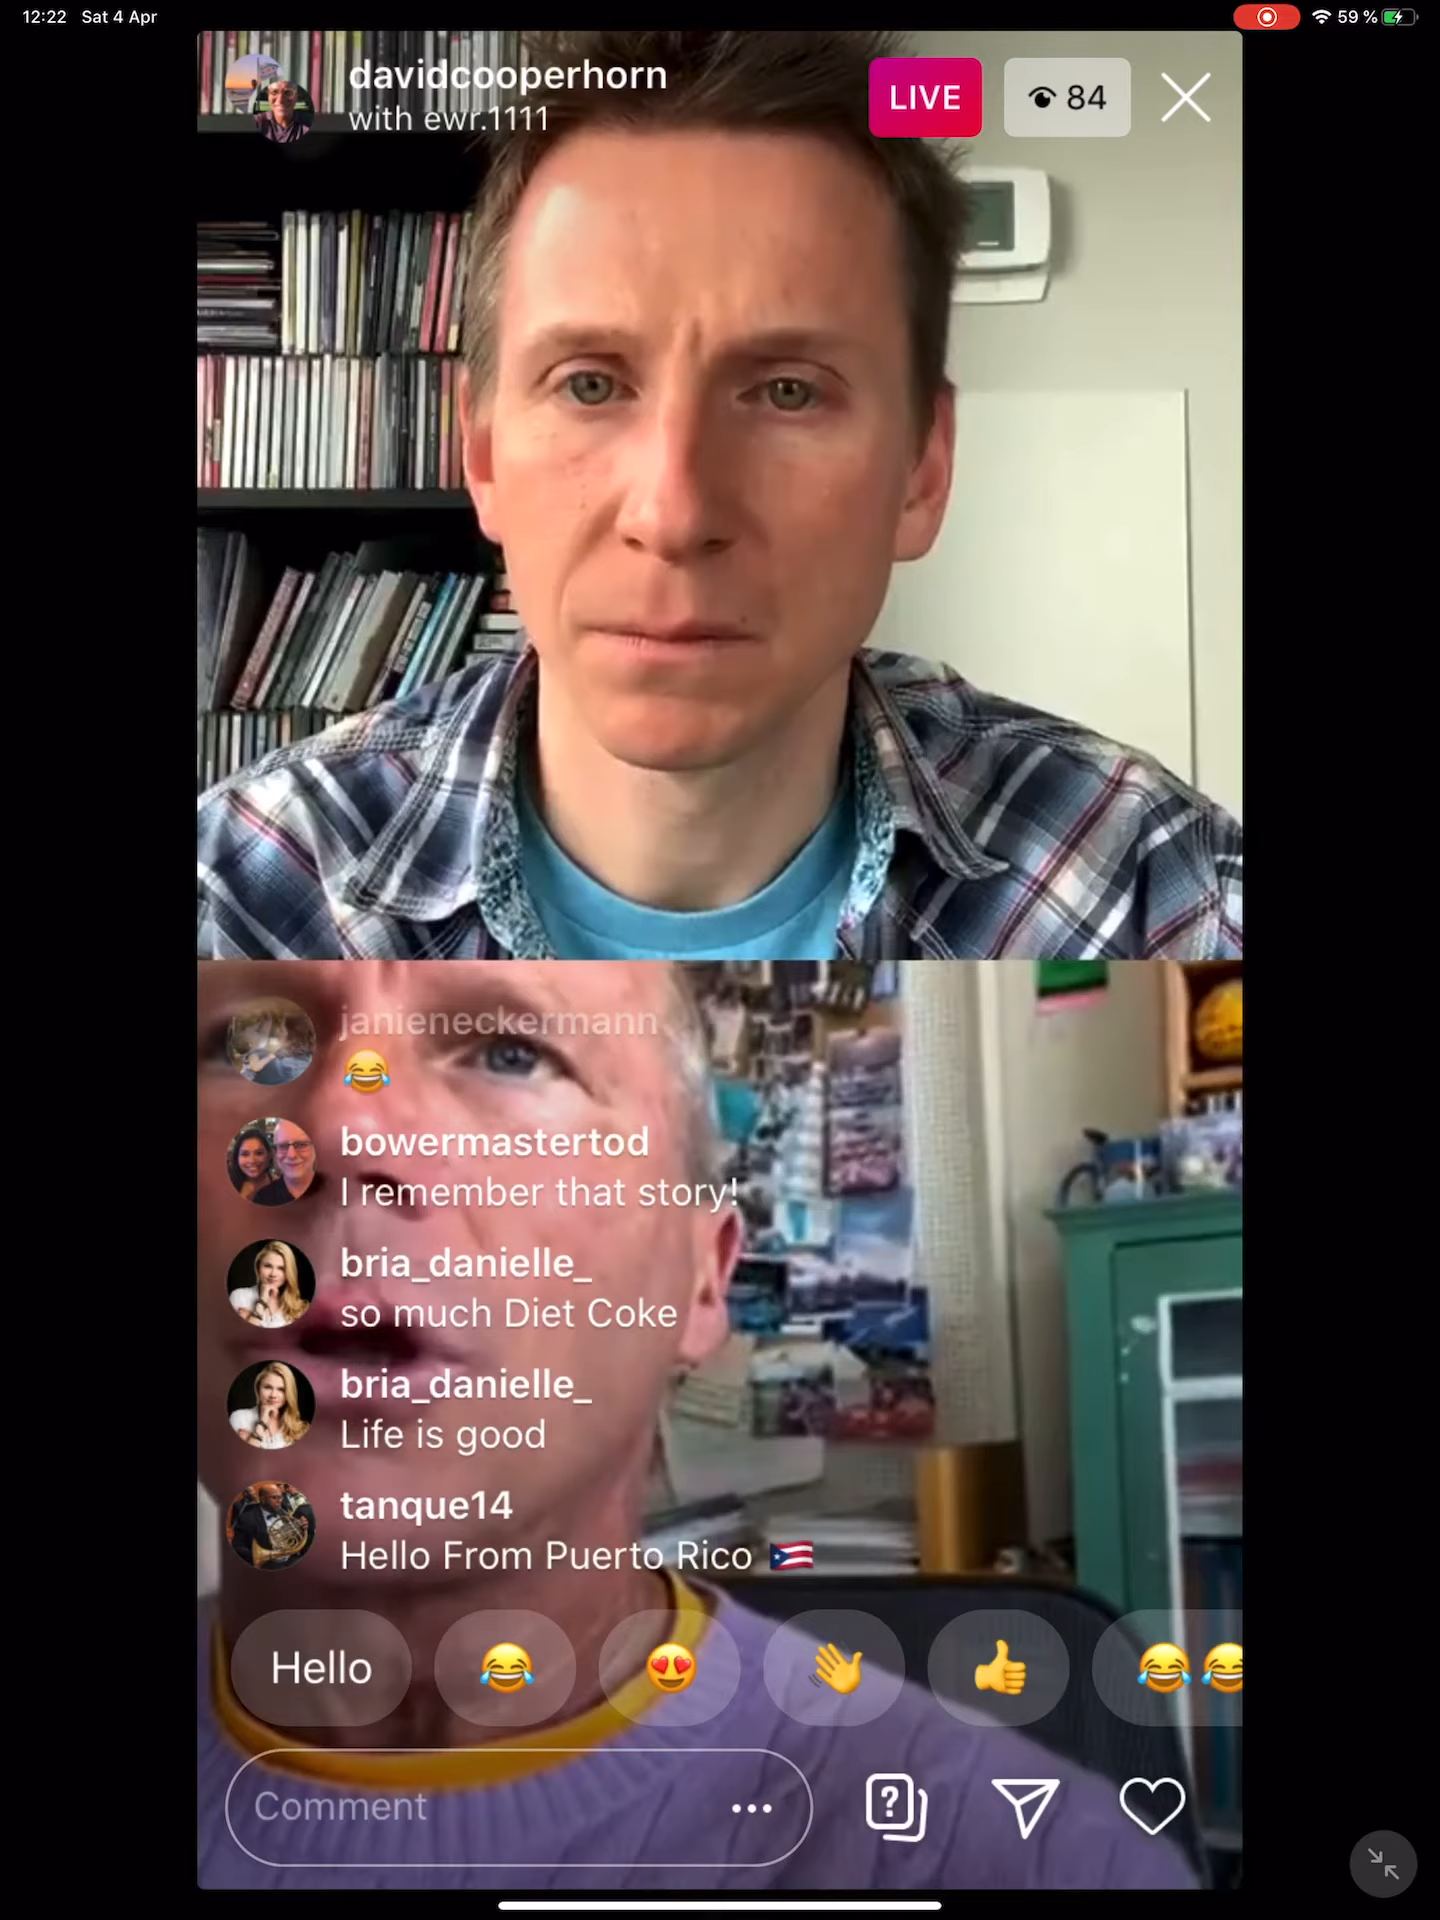 12:22 Sat 4 Apr
59 %
davidcooperhorn
with ewr.1111
LIVE
84
janieneckermann
😂
bowermastertod
I remember that story!
bria_danielle_
so much Diet Coke
bria_danielle_
Life is good
tanque14
Hello From Puerto Rico 🇵🇷
Hello 😂 😍 👋 👍 😂😂
Comment